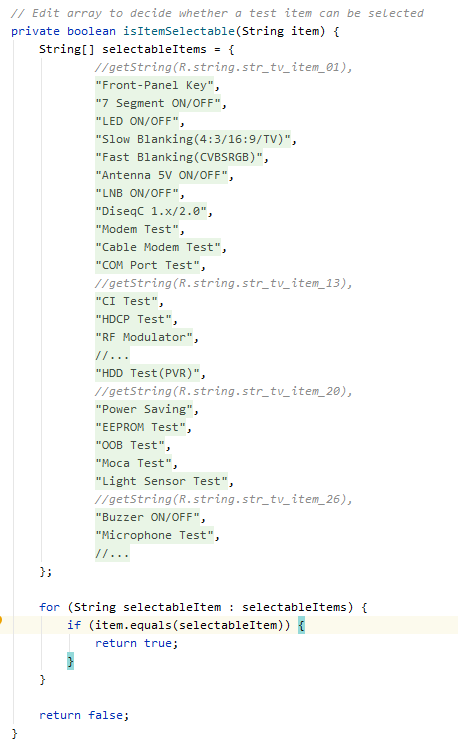 // Edit array to decide whether a test item can be selected
private boolean isItemSelectable(String item) {
    String[] selectableItems = {
            //getString(R.string.str_tv_item_01),
            "Front-Panel Key",
            "7 Segment ON/OFF",
            "LED ON/OFF",
            "Slow Blanking(4:3/16:9/TV)",
            "Fast Blanking(CVBSRGB)",
            "Antenna 5V ON/OFF",
            "LNB ON/OFF",
            "DiseqC 1.x/2.0",
            "Modem Test",
            "Cable Modem Test",
            "COM Port Test",
            //getString(R.string.str_tv_item_13),
            "CI Test",
            "HDCP Test",
            "RF Modulator",
            //...
            "HDD Test(PVR)",
            //getString(R.string.str_tv_item_20),
            "Power Saving",
            "EEPROM Test",
            "OOB Test",
            "Moca Test",
            "Light Sensor Test",
            //getString(R.string.str_tv_item_26),
            "Buzzer ON/OFF",
            "Microphone Test",
            //...
    };
    for (String selectableItem : selectableItems) {
        if (item.equals(selectableItem)) {
            return true;
        }
    }
    return false;
}